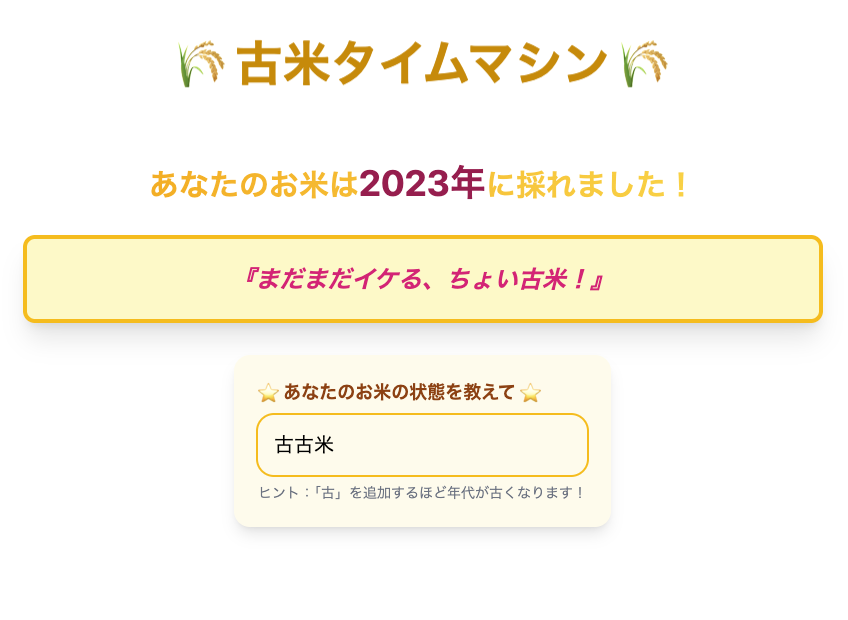 🌾 古米タイムマシン 🌾
あなたのお米は2023年に採れました！
『まだまだイケる、ちょい古米！』
⭐ あなたのお米の状態を教えて ⭐
古古米
ヒント：「古」を追加するほど年代が古くなります！